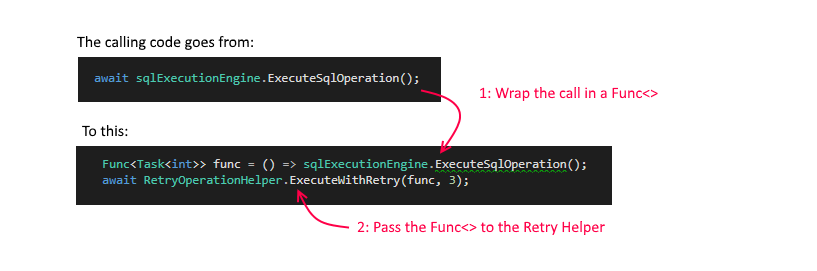 The calling code goes from:
await sqlExecutionEngine.ExecuteSqlOperation();
1: Wrap the call in a Func<>
To this:
Func<Task<int>> func = () => sqlExecutionEngine.ExecuteSqlOperation();
await RetryOperationHelper.ExecuteWithRetry(func, 3);
2: Pass the Func<> to the Retry Helper